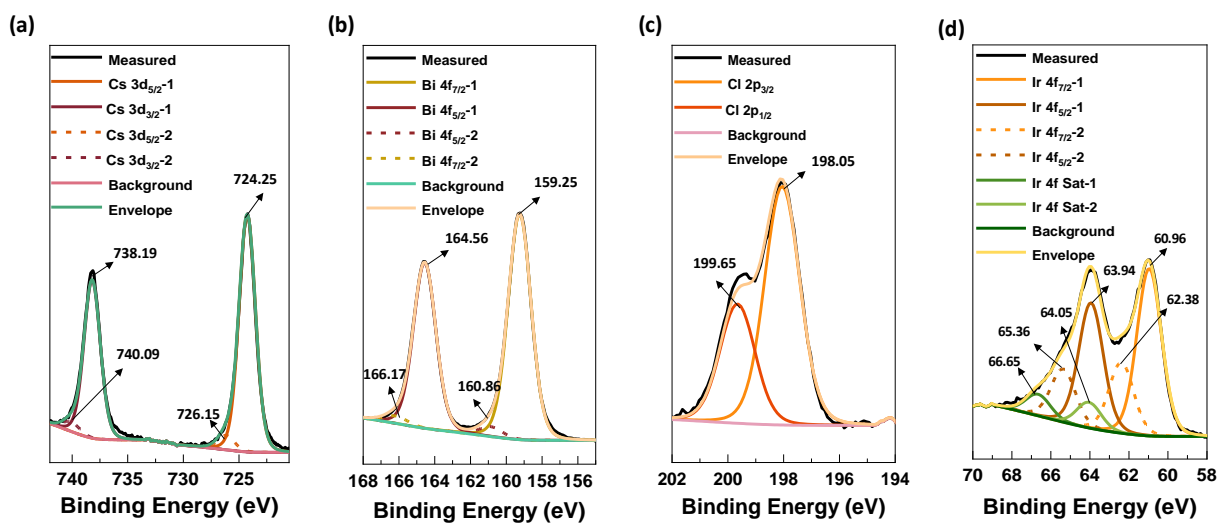 (a)
Measured
Cs 3d5/2-1
Cs 3d3/2-1
Cs 3d5/2-2
Cs 3d3/2-2
Background
Envelope
724.25
738.19
740.09
726.15
740 735 730 725
Binding Energy (eV)
(b)
Measured
Bi 4f7/2-1
Bi 4f5/2-1
Bi 4f5/2-2
Bi 4f7/2-2
Background
Envelope
159.25
164.56
166.17
160.86
168 166 164 162 160 158 156
Binding Energy (eV)
(c)
Measured
Cl 2p3/2
Cl 2p1/2
Background
Envelope
198.05
199.65
202 200 198 196 194
Binding Energy (eV)
(d)
Measured
Ir 4f7/2-1
Ir 4f5/2-1
Ir 4f7/2-2
Ir 4f5/2-2
Ir 4f Sat-1
Ir 4f Sat-2
Background
Envelope
60.96
63.94
62.38
64.05
65.36
66.65
70 68 66 64 62 60 58
Binding Energy (eV)